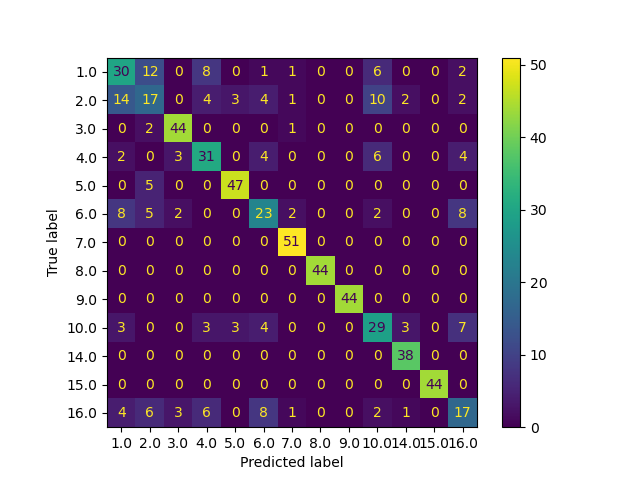 1.0 30 12 0 8 0 1 1 0 0 6 0 0 2
2.0 14 17 0 4 3 4 1 0 0 10 2 0 2
3.0 0 2 44 0 0 0 1 0 0 0 0 0 0
4.0 2 0 3 31 0 4 0 0 0 6 0 0 4
5.0 0 5 0 0 47 0 0 0 0 0 0 0 0
6.0 8 5 2 0 0 23 2 0 0 2 0 0 8
7.0 0 0 0 0 0 0 51 0 0 0 0 0 0
8.0 0 0 0 0 0 0 0 44 0 0 0 0 0
9.0 0 0 0 0 0 0 0 0 44 0 0 0 0
10.0 3 0 0 3 3 4 0 0 0 29 3 0 7
14.0 0 0 0 0 0 0 0 0 0 0 38 0 0
15.0 0 0 0 0 0 0 0 0 0 0 0 44 0
16.0 4 6 3 6 0 8 1 0 0 2 1 0 17
1.0 2.0 3.0 4.0 5.0 6.0 7.0 8.0 9.0 10.0 14.0 15.0 16.0
Predicted label
True label
50
40
30
20
10
0